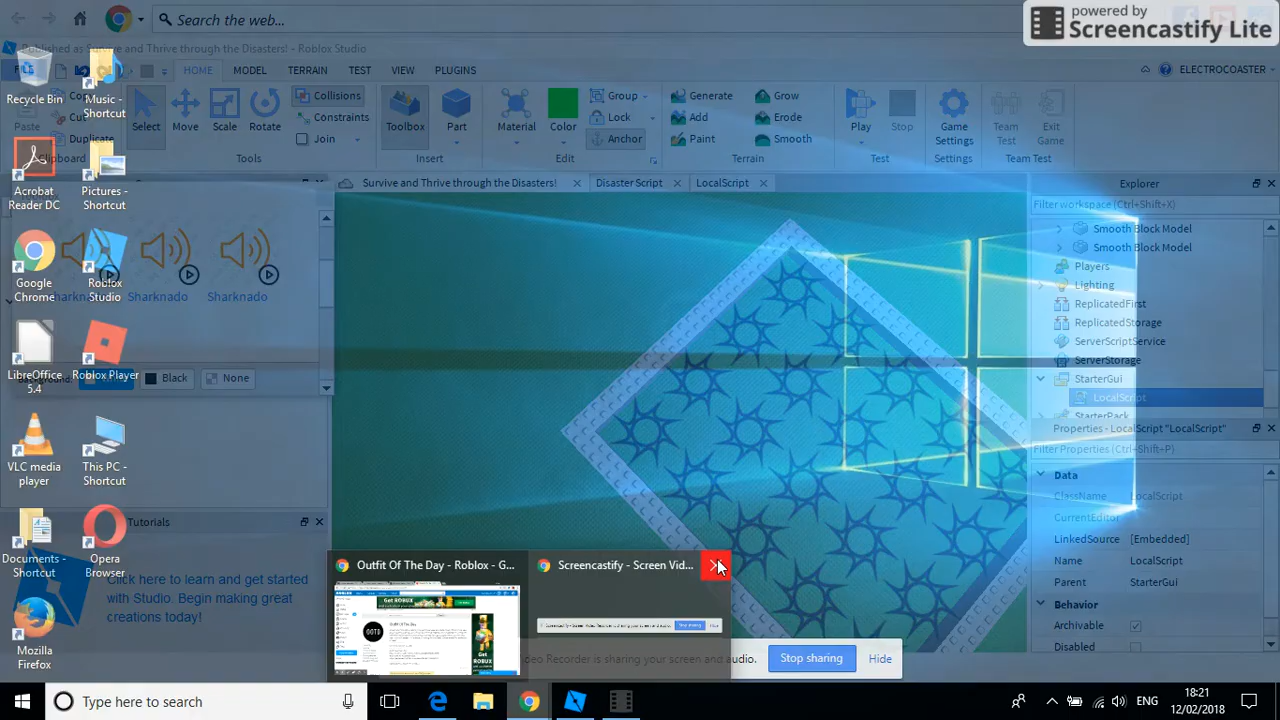 powered by
Screencastify Lite
Search the web...
Published as Survive and Thrive through the Disasters! - Roblox Studio
HOME
MODEL
TERRAIN
TEST
VIEW
PLUGINS
ELECTROCOASTER
Paste
Duplicate
Clipboard
Select
Move
Scale
Rotate
Collisions
Constraints
Join
Tools
Toolbox
Part
Insert
Material
Color
Group
Lock
Anchor
Edit
Generate
Add
Paint
Grow
Erode
Smooth
Terrain
Play
Stop
Test
Game
Settings
Settings
Team
Test
Exit
Game
Team Test
Recycle Bin
Music -
Shortcut
Acrobat
Reader DC
Pictures -
Shortcut
Google
Chrome
Roblox
Studio
LibreOffice
5.4
Roblox Player
VLC media
player
This PC -
Shortcut
Documents -
Shortcut
Opera
Browser
Mozilla
Firefox
Sharknado
Sharknado
Black
None
Tutorials
Click here to learn and get started
with Studio. Begin making great
creations today!
Survive and Thrive through the Disasters!
Disaster Script
LocalScript
Explorer
Filter workspace (Ctrl+Shift+X)
Smooth Block Model
Smooth Block Model
Players
Lighting
ReplicatedFirst
ReplicatedStorage
ServerScriptService
ServerStorage
StarterGui
LocalScript
StarterPack
Properties - LocalScript "LocalScript"
Filter Properties (Ctrl+Shift+P)
Data
ClassName
LocalScript
CurrentEditor
LinkedSource
[Embedded]
Name
LocalScript
Parent
StarterGui
Behavior
Archivable
Disabled
Outfit Of The Day - Roblox - G...
Screencastify - Screen Vid...
Get ROBUX
Stop sharing
Hide
Type here to search
ENG
18:21
12/02/2018